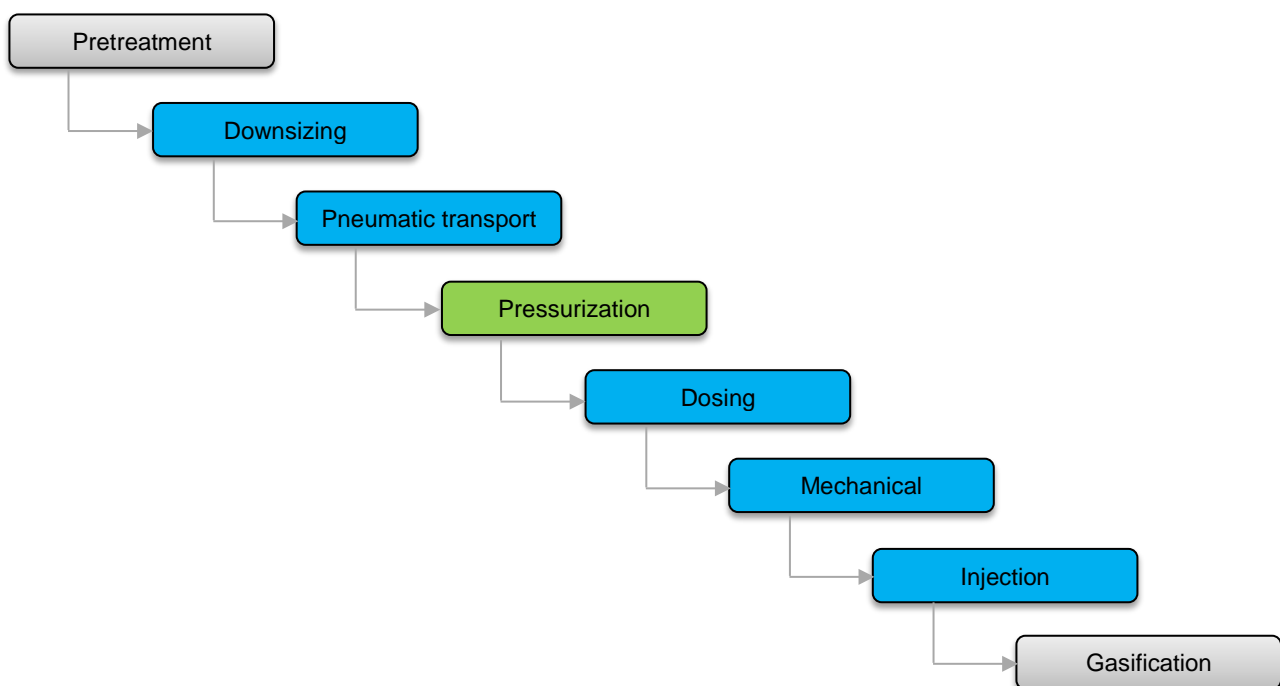 Pretreatment
Downsizing
Pneumatic transport
Pressurization
Dosing
Mechanical
Injection
Gasification